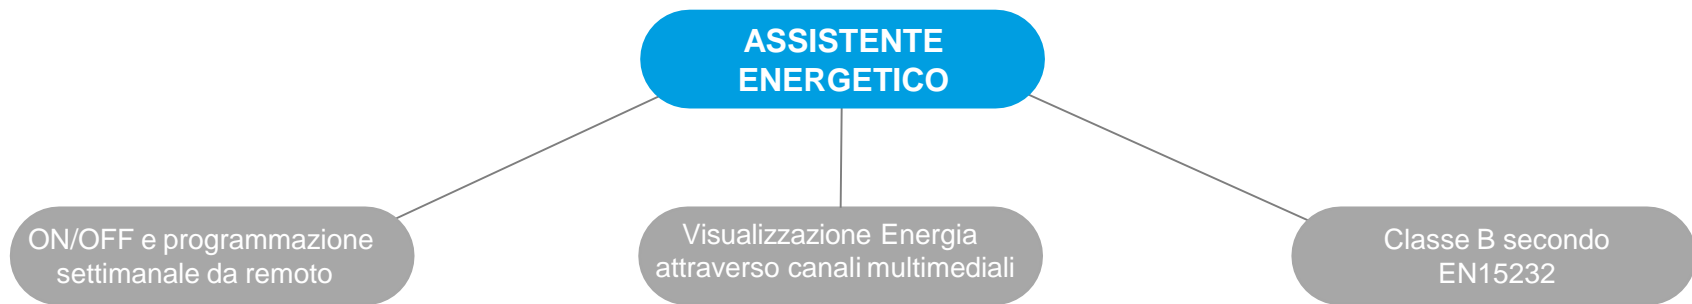 ASSISTENTE
ENERGETICO
ON/OFF e programmazione
settimanale da remoto
Visualizzazione Energia
attraverso canali multimediali
Classe B secondo
EN15232